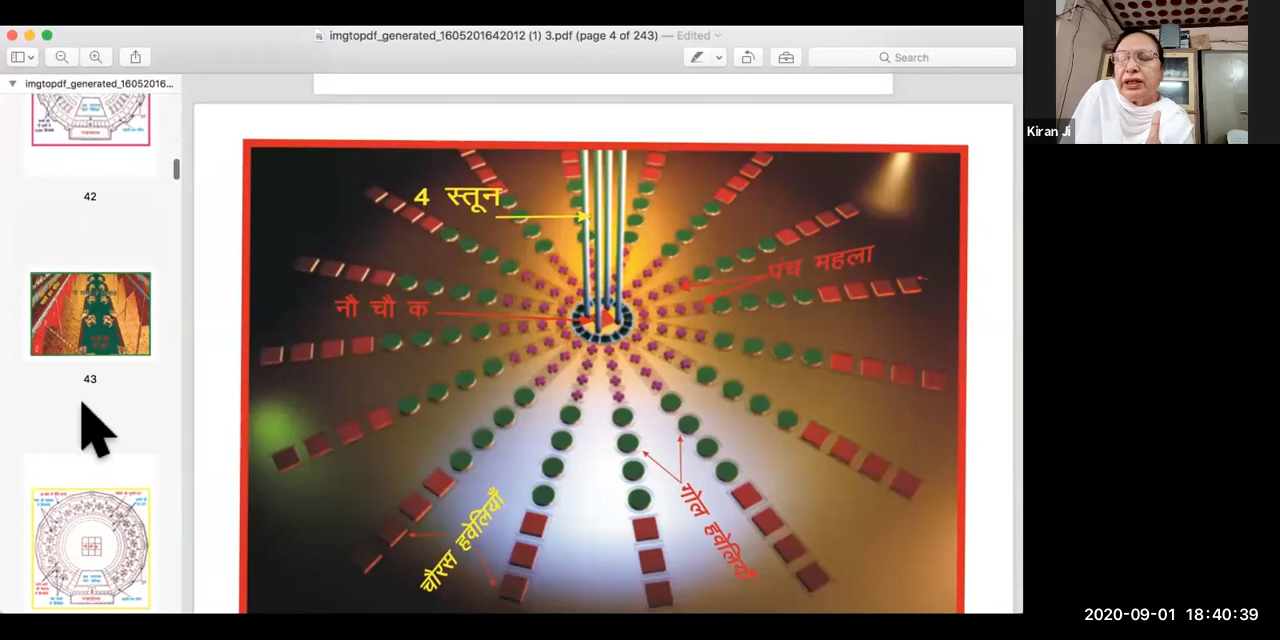 imgtopdf_generated_1605201642012 (1) 3.pdf (page 4 of 243) — Edited
Search
imgtopdf_generated_16052016...
42
43
4 स्तून
पंच महला
नौ चौ क
चौरस हवेलियाँ
गोल हवेलियाँ
Kiran Ji
2020-09-01 18:40:39